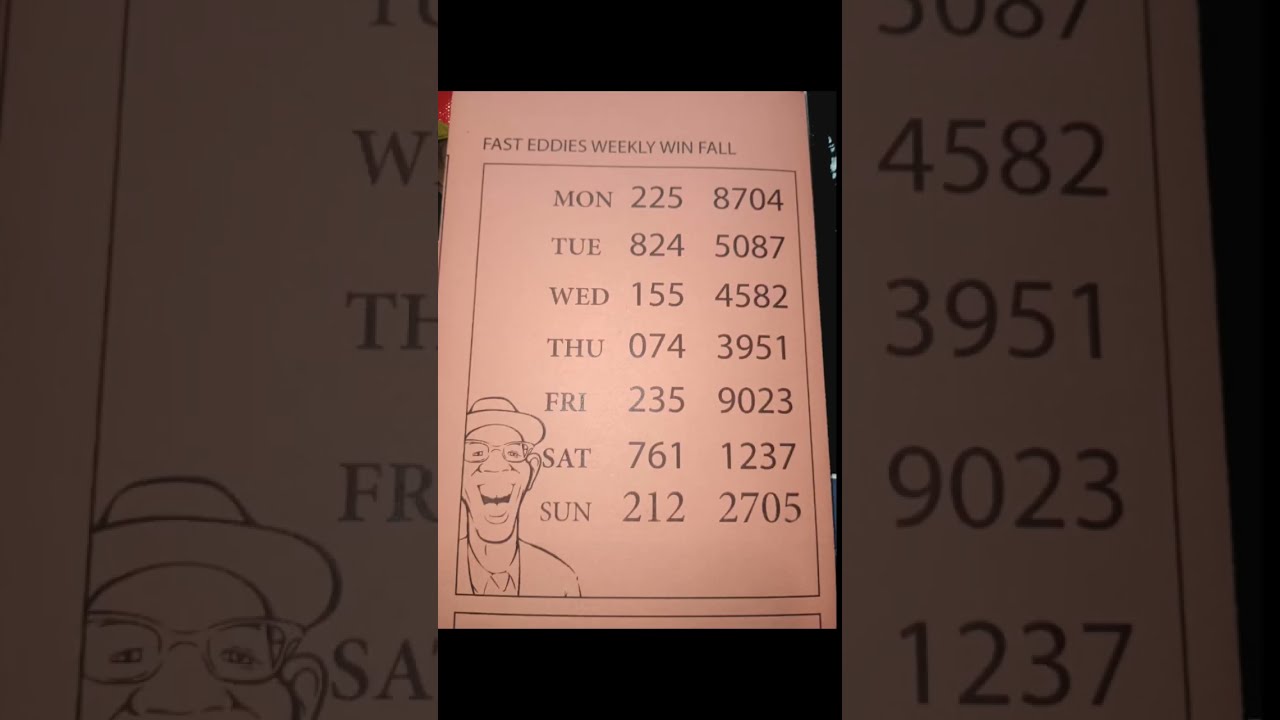 FAST EDDIES WEEKLY WIN FALL
MON 225 8704
TUE 824 5087
WED 155 4582
THU 074 3951
FRI 235 9023
SAT 761 1237
SUN 212 2705